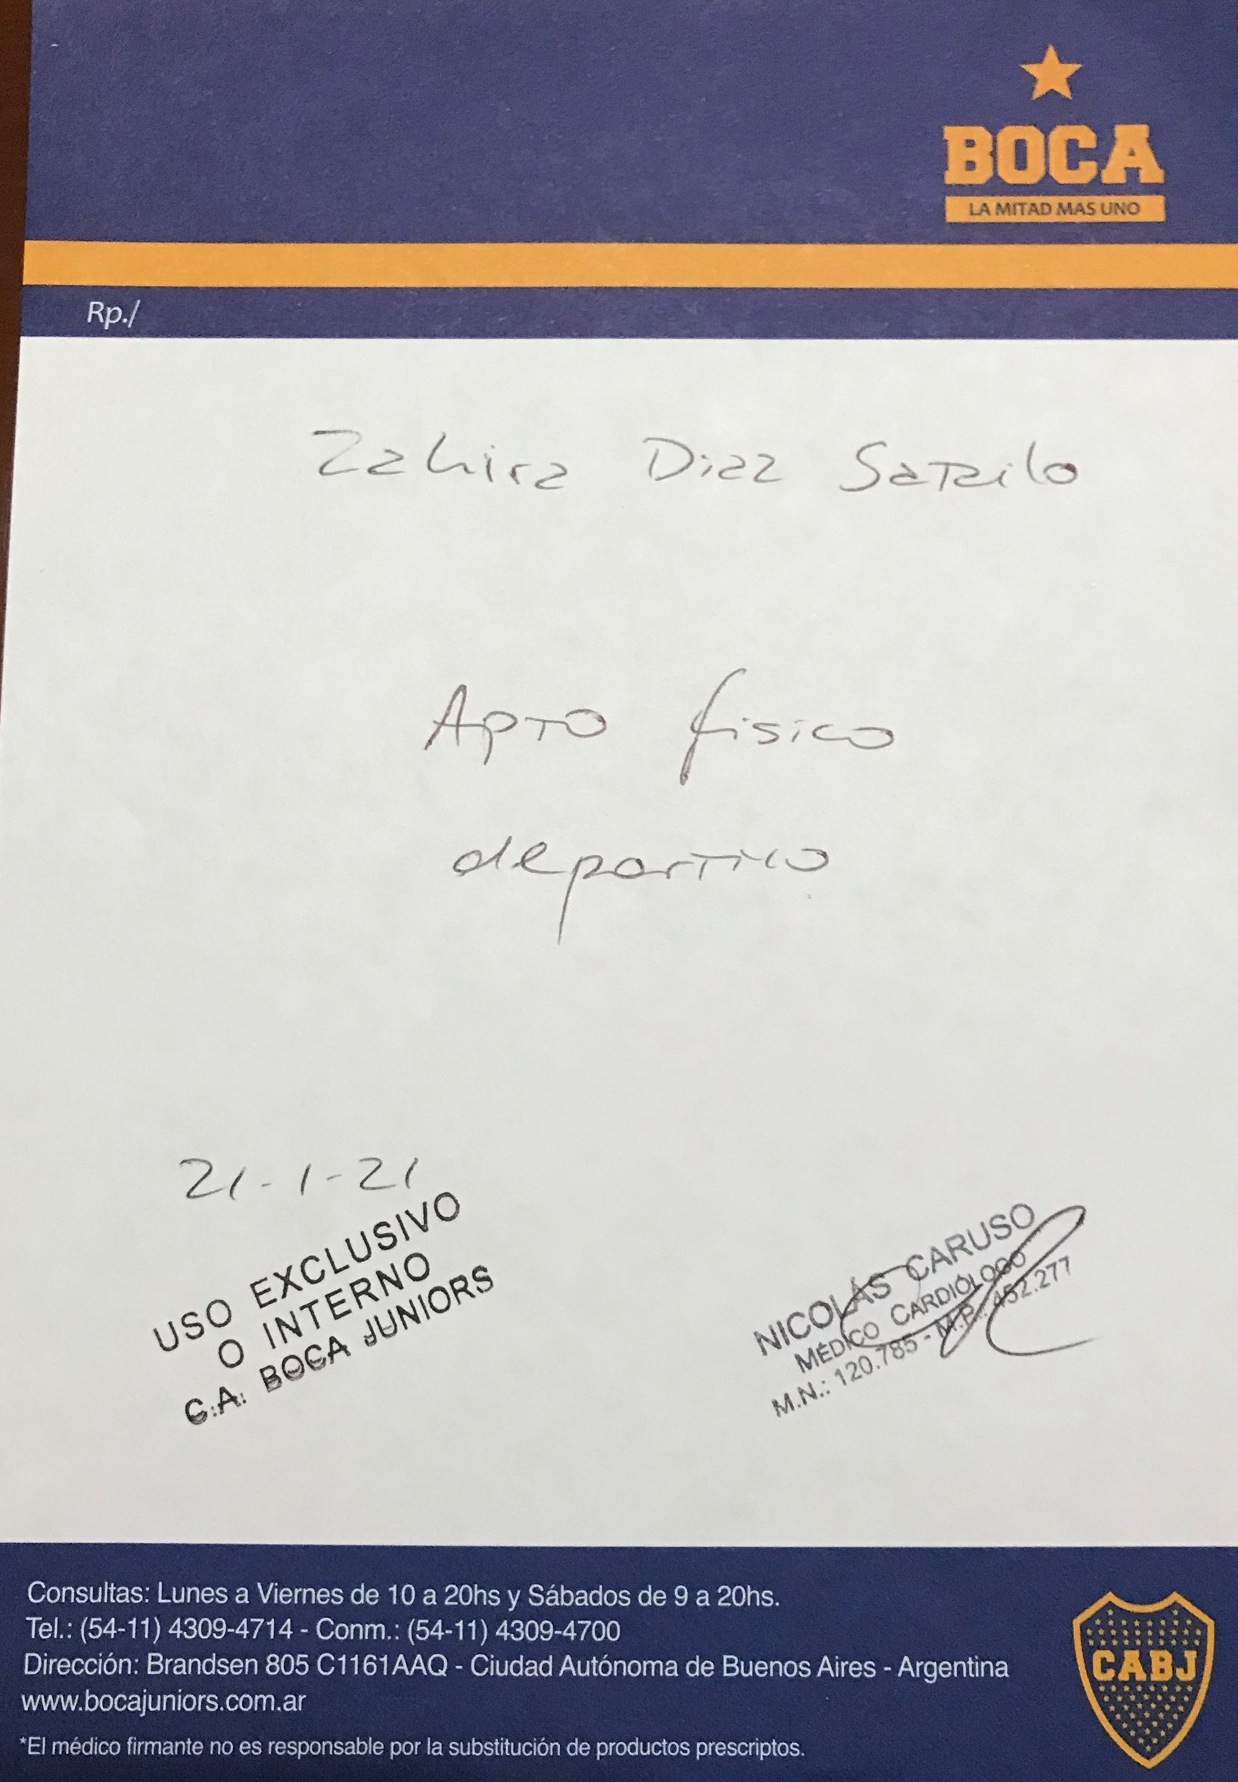 BOCA
LA MITAD MAS UNO
Rp./
Zahira Diaz
Apto fisico
deportivo
21-1-21
USO EXCLUSIVO
O INTERNO
C.A. BOCA JUNIORS
NICOLÁS CARUSO
MÉDICO CARDIÓLOGO
M.N.: 120.785 - M.P.: 452.277
Consultas: Lunes a Viernes de 10 a 20hs y Sábados de 9 a 20hs.
Tel.: (54-11) 4309-4714 - Conm.: (54-11) 4309-4700
Dirección: Brandsen 805 C1161AAQ - Ciudad Autónoma de Buenos Aires - Argentina
www.bocajuniors.com.ar
*El médico firmante no es responsable por la substitución de productos prescriptos.
CABJ